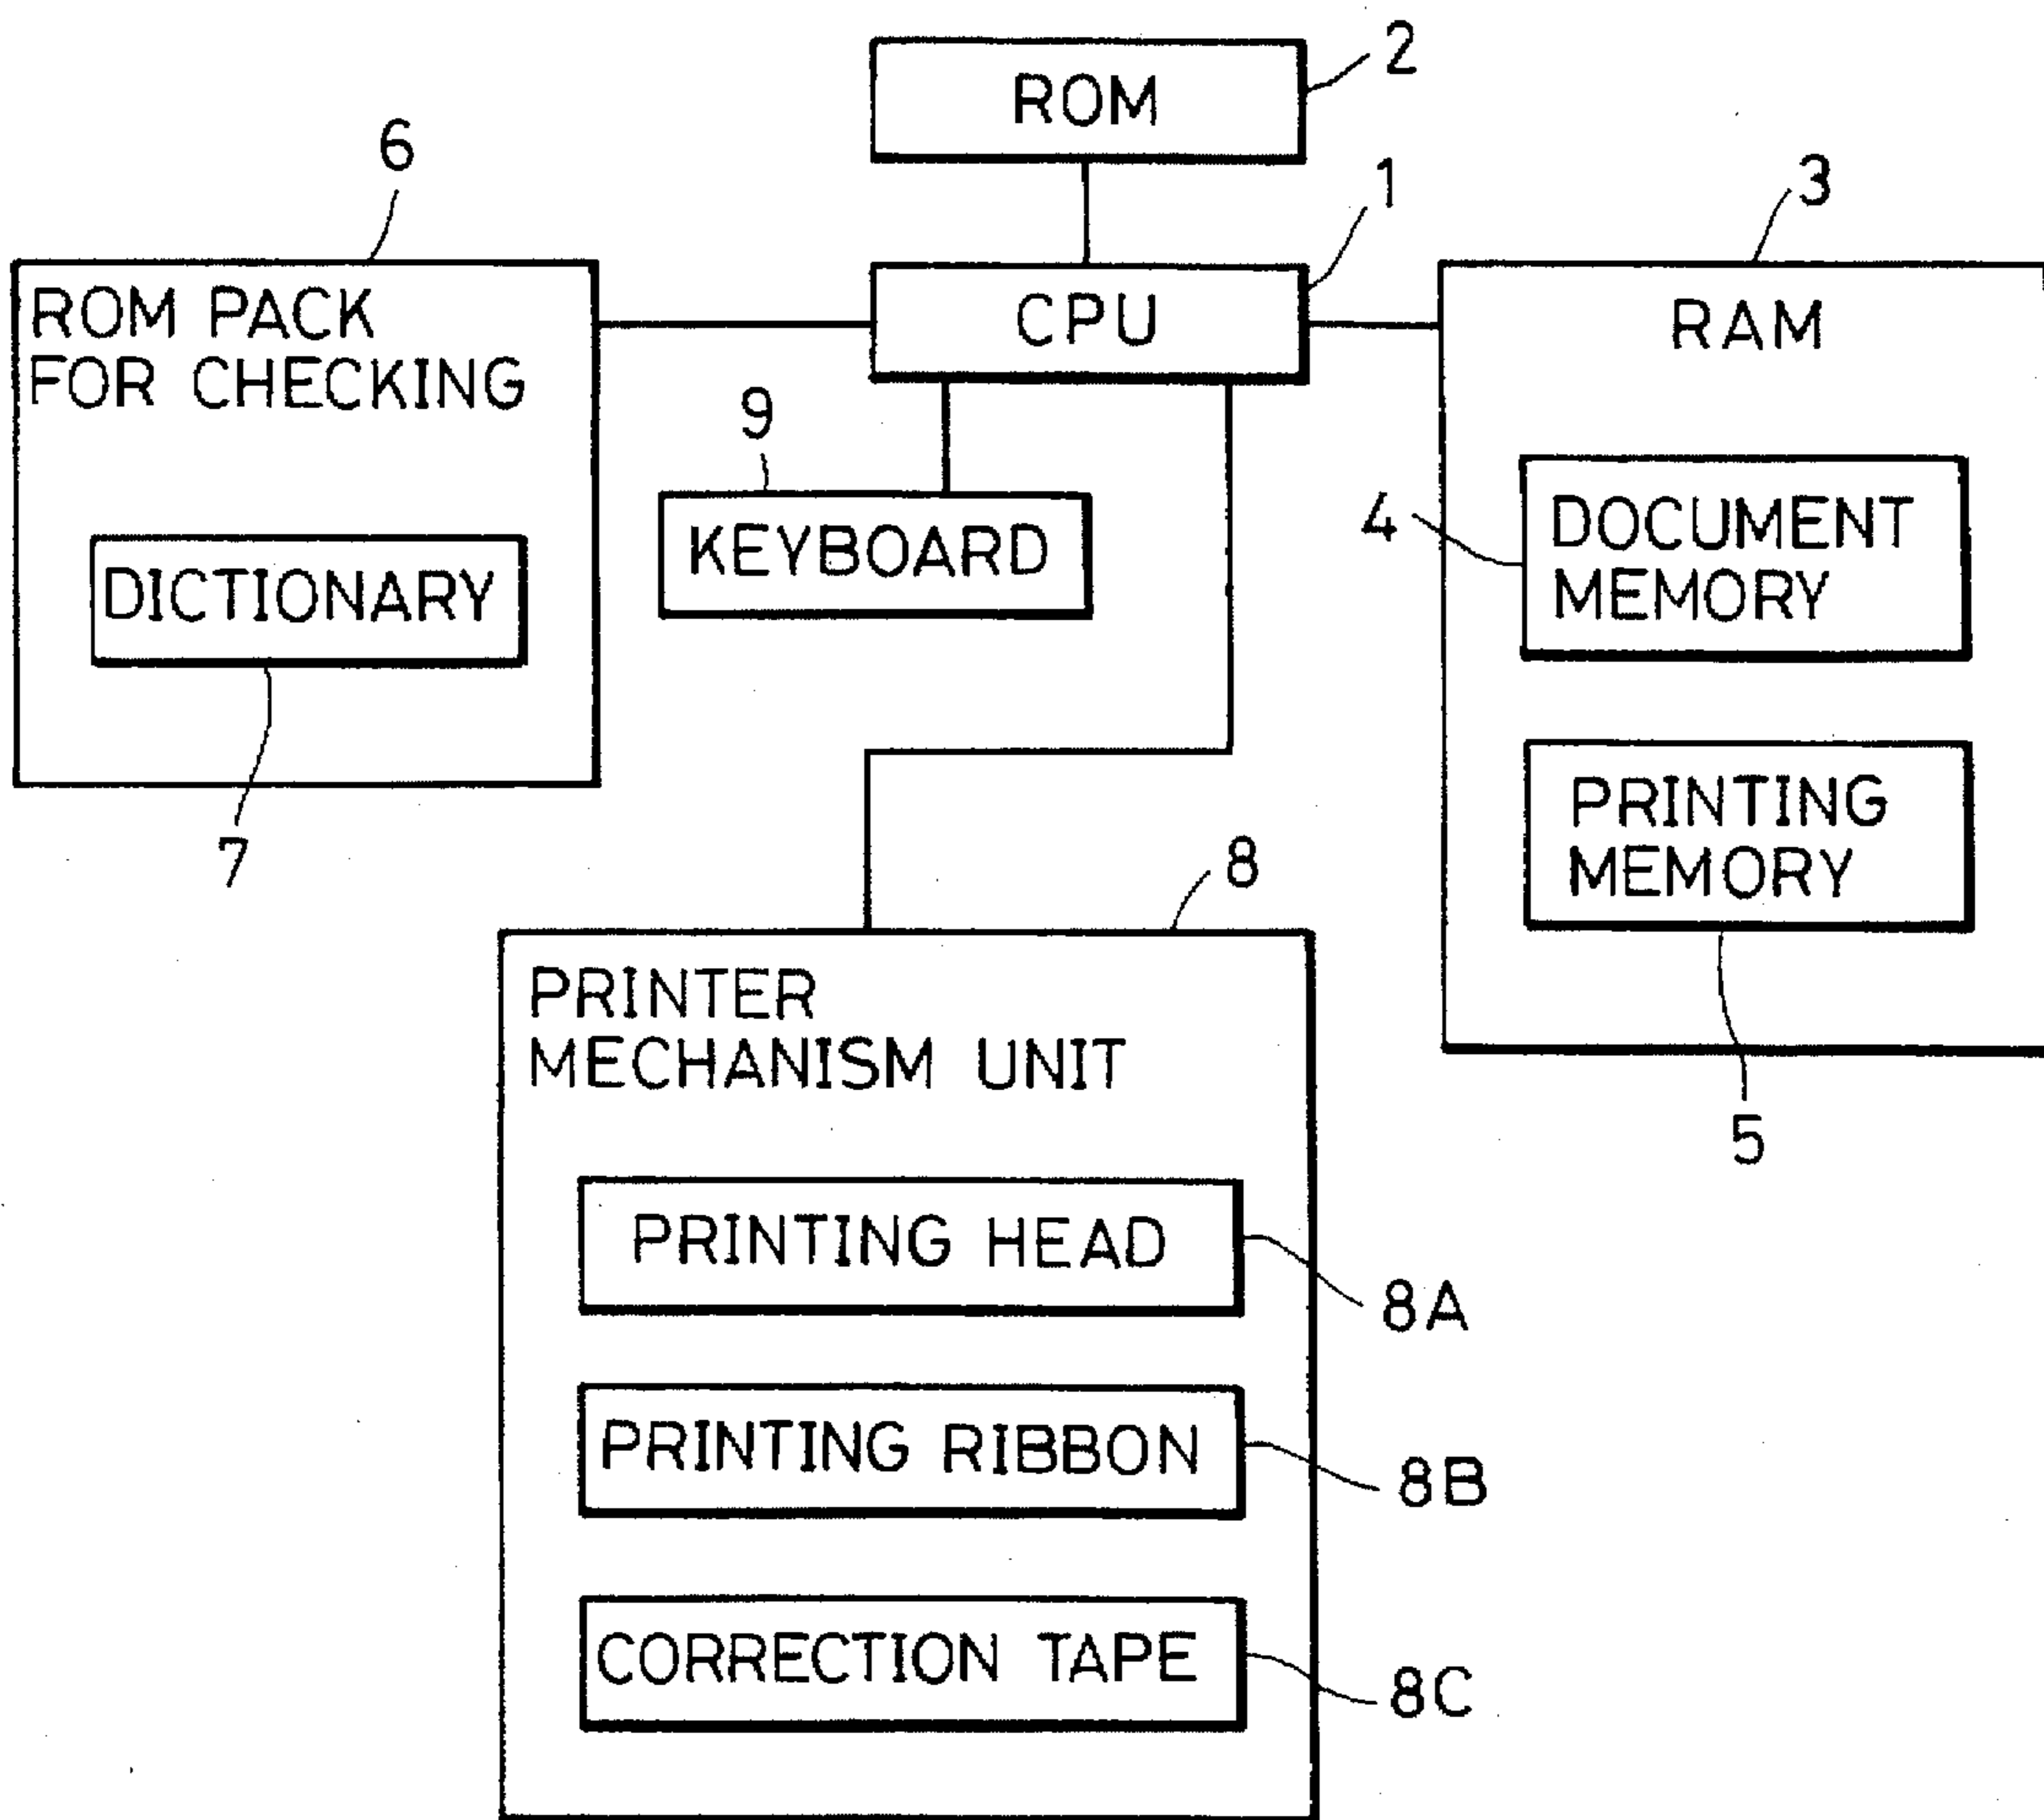 2
ROM
6
1
3
ROM PACK
FOR CHECKING
CPU
RAM
9
KEYBOARD
4
DOCUMENT
MEMORY
DICTIONARY
7
PRINTING
MEMORY
5
8
PRINTER
MECHANISM UNIT
PRINTING HEAD
8A
PRINTING RIBBON
8B
CORRECTION TAPE
8C